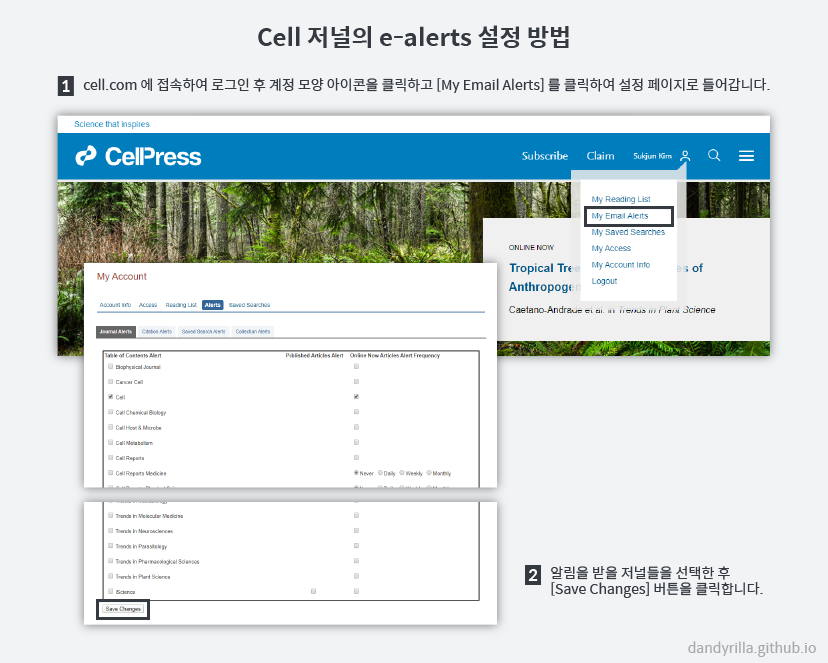 Cell 저널의 e-alerts 설정 방법
1 cell.com 에 접속하여 로그인 후 계정 모양 아이콘을 클릭하고 [My Email Alerts] 를 클릭하여 설정 페이지로 들어갑니다.
Science that inspires.
CellPress
Subscribe Claim Sukjun Kim
My Reading List
My Email Alerts
My Saved Searches
My Access
My Account Info
Logout
ONLINE NOW
Tropical Tree es of
Anthropogen
Caetano-Andrade et al. in Trends in Plant Science
My Account
Account Info Access Reading List Alerts Saved Searches
Journal Alerts Citation Alerts Saved Search Alerts Collection Alerts
Table of Contents Alert Published Articles Alert Online Now Articles Alert Frequency
Biophysical Journal
Cancer Cell
Cell
Cell Chemical Biology
Cell Host & Microbe
Cell Metabolism
Cell Reports
Cell Reports Medicine Never Daily Weekly Monthly
Trends in Molecular Medicine
Trends in Neurosciences
Trends in Parasitology
Trends in Pharmacological Sciences
Trends in Plant Science
iScience
Save Changes
2 알림을 받을 저널들을 선택한 후
[Save Changes] 버튼을 클릭합니다.
dandyrilla.github.io